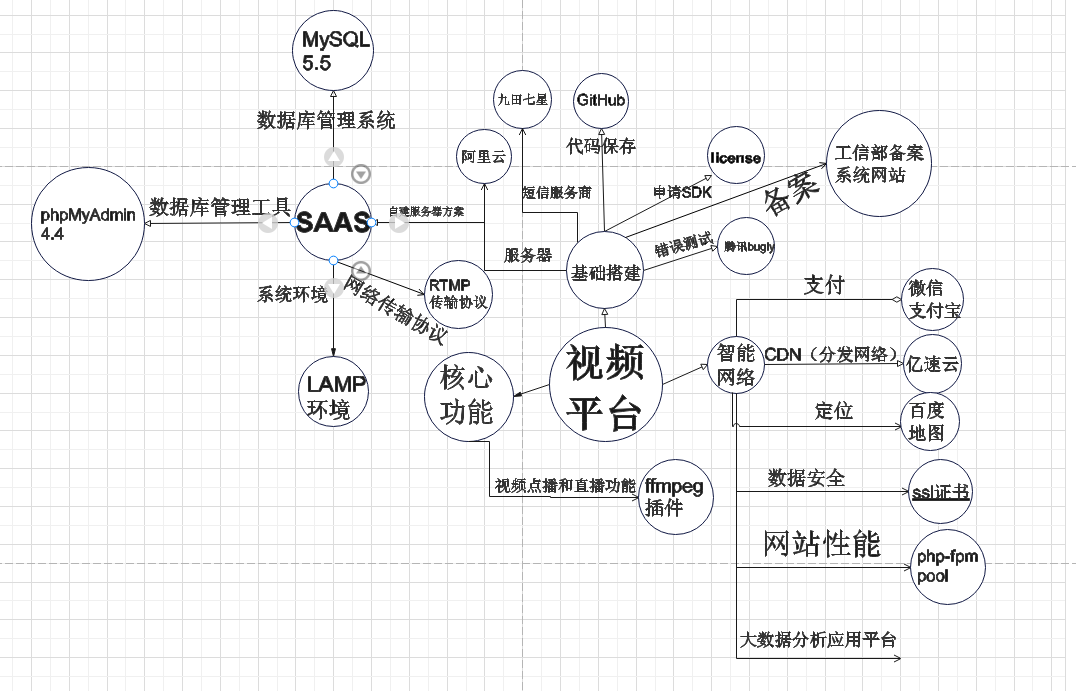 MySQL
5.5
数据库管理系统
九田七星
GitHub
代码保存
阿里云
license
工信部备案
系统网站
短信服务商
申请SDK
备案
phpMyAdmin
4.4
数据库管理工具
SAAS
自建服务器方案
服务器
基础搭建
错误测试
腾讯bugly
系统环境
网络传输协议
RTMP
传输协议
支付
微信
支付宝
LAMP
环境
核心
功能
视频
平台
智能
网络
CDN（分发网络）
亿速云
定位
百度
地图
视频点播和直播功能
ffmpeg
插件
数据安全
ssl证书
网站性能
php-fpm
pool
大数据分析应用平台